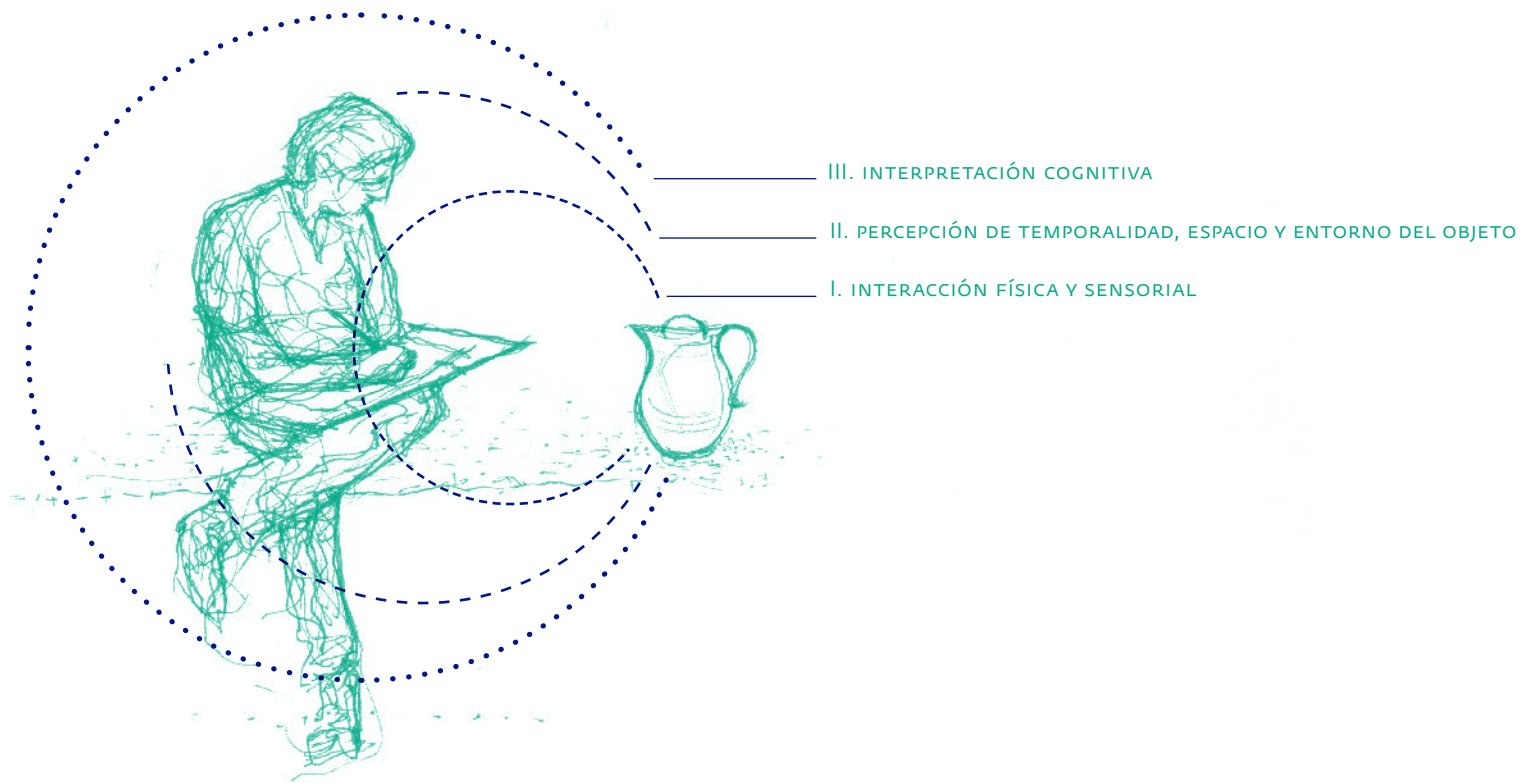 III. INTERPRETACIÓN COGNITIVA
II. PERCEPCIÓN DE TEMPORALIDAD, ESPACIO Y ENTORNO DEL OBJETO
I. INTERACCIÓN FÍSICA Y SENSORIAL